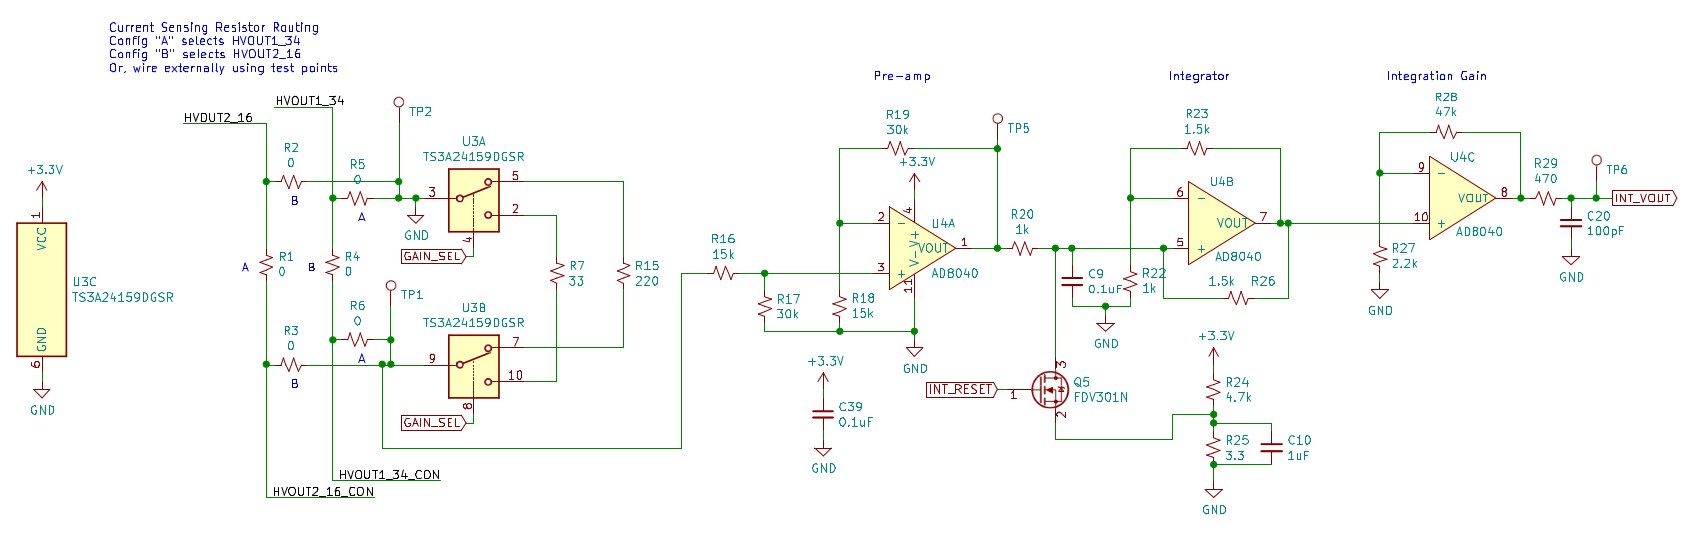 Current Sensing Resistor Routing
Config "A" selects HVOUT1_34
Config "B" selects HVOUT2_16
Or, wire externally using test points
Pre-amp
Integrator
Integration Gain
HVOUT1_34
HVOUT2_16
TP2
+3.3V
1
VCC
GND
6
GND
U3C
TS3A24159DGSR
R2
0
B
R5
0
A
A
R1
0
B
R4
0
R6
0
A
R3
0
B
TP1
U3A
TS3A24159DGSR
3
5
2
4
GND
GAIN_SEL
U3B
TS3A24159DGSR
9
7
10
8
GAIN_SEL
R7
33
R15
220
HVOUT1_34_CON
HVOUT2_16_CON
R16
15k
R17
30k
R18
15k
R19
30k
+3.3V
4
2
3
1
11
U4A
VOUT
V+
V-
-
+
AD8040
GND
TP5
R20
1k
+3.3V
C39
0.1uF
GND
INT_RESET
1
3
2
Q5
FDV301N
C9
0.1uF
R22
1k
GND
R23
1.5k
6
5
7
U4B
VOUT
-
+
AD8040
1.5k
R26
+3.3V
R24
4.7k
R25
3.3
C10
1uF
GND
R28
47k
9
10
8
U4C
VOUT
-
+
AD8040
R27
2.2k
GND
R29
470
C20
100pF
GND
TP6
INT_VOUT